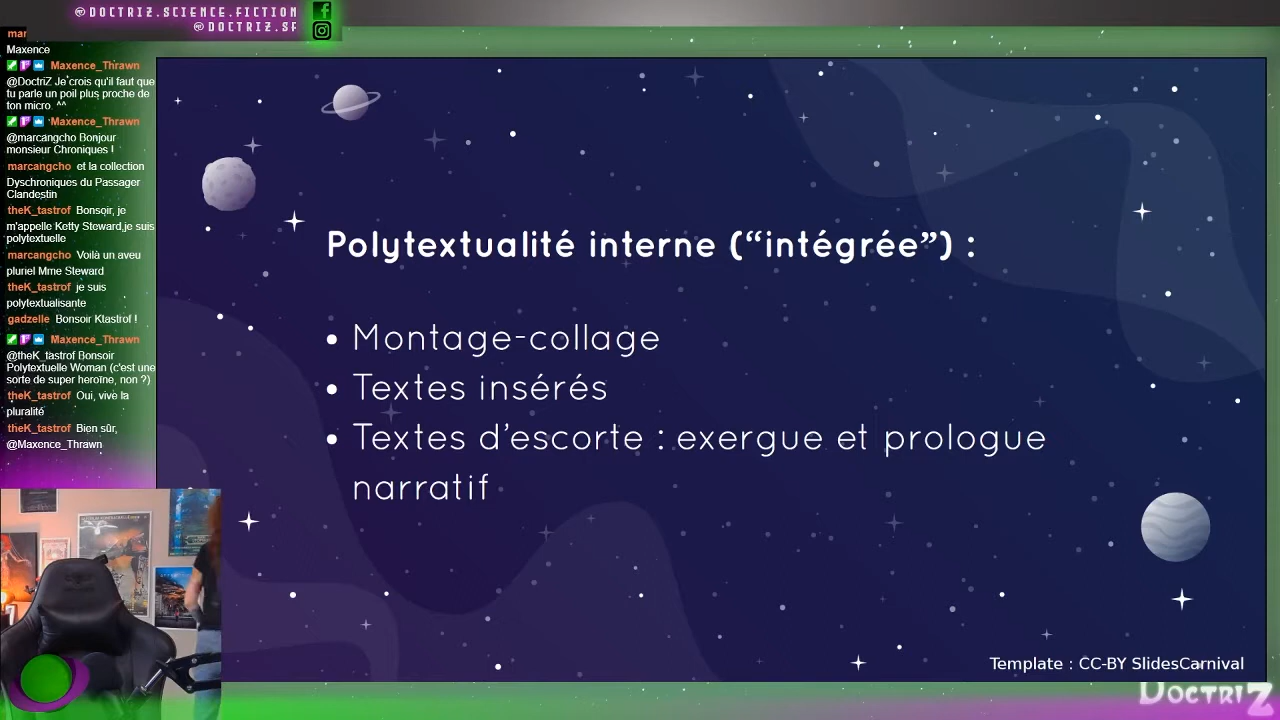 @DOCTRIZ.SCIENCE.FICTION
@DOCTRIZ.SF
Maxence
Maxence_Thrawn
@DoctriZ Je crois qu'il faut que
tu parle un poil plus proche de
ton micro. ^^
Maxence_Thrawn
@marcangcho Bonjour
monsieur Chroniques !
marcangcho et la collection
Dyschroniques du Passager
Clandestin
theK_tastrof Bonsoir, je
m'appelle Ketty Steward,je suis
polytextuelle
marcangcho Voilà un aveu
pluriel Mme Steward
theK_tastrof je suis
polytextualisante
gadzelle Bonsoir Ktastrof !
Maxence_Thrawn
@theK_tastrof Bonsoir
Polytextuelle Woman (c'est une
sorte de super heroïne, non ?)
theK_tastrof Oui, vive la
pluralité
theK_tastrof Bien sûr,
@Maxence_Thrawn
Polytextualité interne (“intégrée”) :
• Montage-collage
• Textes insérés
• Textes d’escorte : exergue et prologue
narratif
Template : CC-BY SlidesCarnival
DOCTRIZ